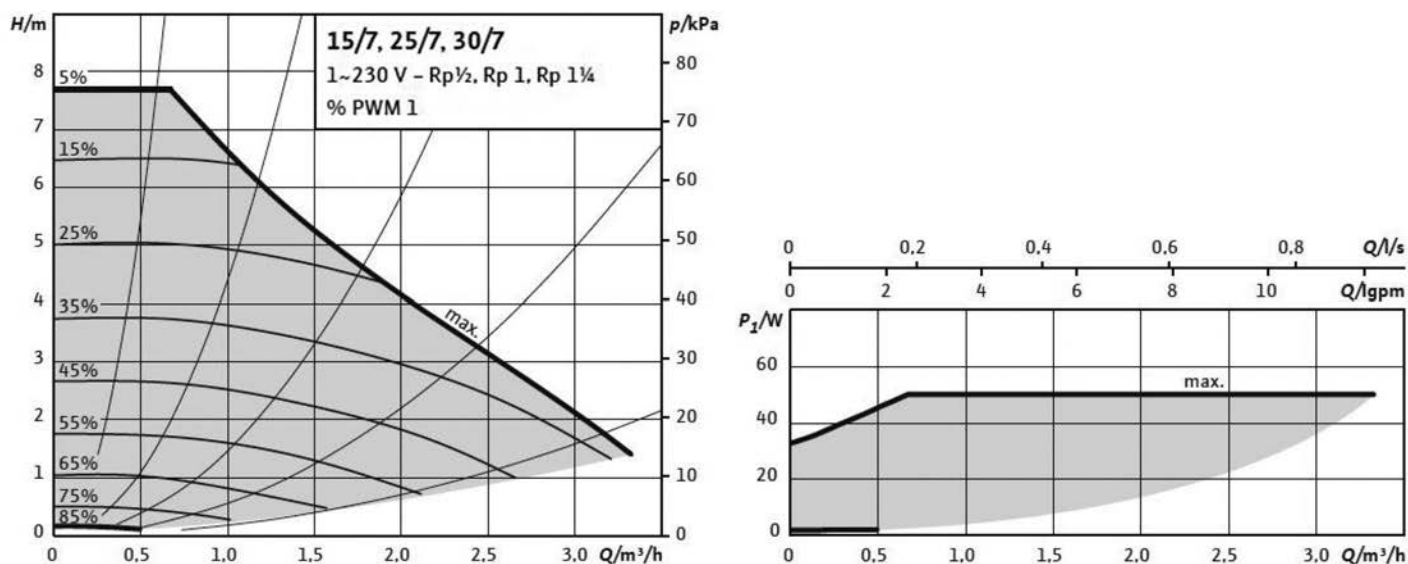 H/m
p/kPa
15/7, 25/7, 30/7
1~230 V – Rp½, Rp 1, Rp 1¼
% PWM 1
8
7
6
5
4
3
2
1
0
80
70
60
50
40
30
20
10
0
5%
15%
25%
35%
45%
55%
65%
75%
85%
max.
0 0,5 1,0 1,5 2,0 2,5 3,0 Q/m³/h
0 0,2 0,4 0,6 0,8 Q/l/s
0 2 4 6 8 10 Q/lgpm
P1/W
60
40
20
0
max.
0 0,5 1,0 1,5 2,0 2,5 3,0 Q/m³/h